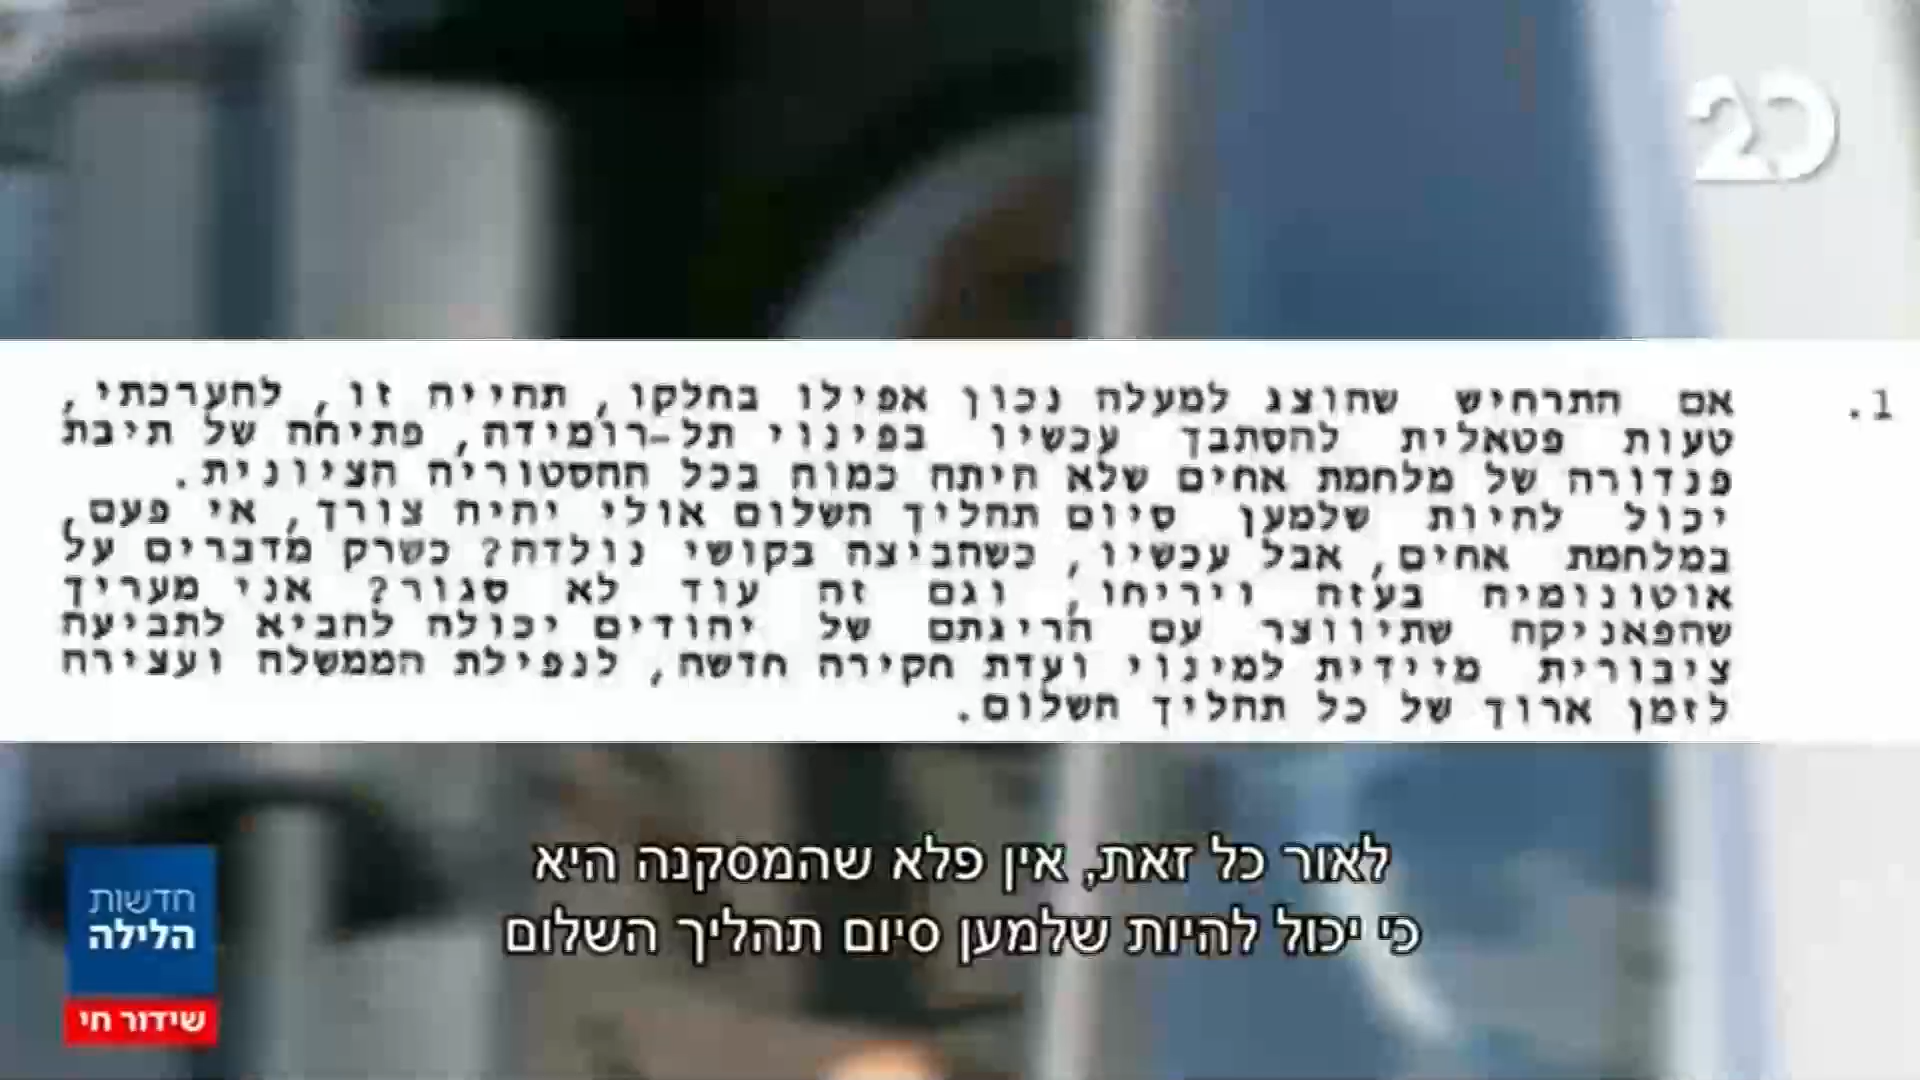 20
1. אם התרחיש שהוצג למעלה נכון אפילו בחלקו, תהייה זו, להערכתי,
טעות פטאלית להסתבך עכשיו בפינוי תל-רומידה, פתיחה של תיבת
פנדורה של מלחמת אחים שלא היתה כמוה בכל ההסטוריה הציונית.
יכול להיות שלמען סיום תהליך השלום אולי יהיה צורך, אי פעם,
במלחמת אחים, אבל עכשיו, כשהביצה בקושי נולדה? כשרק מדברים על
אוטונומיה בעזה ויריחו, וגם זה עוד לא סגור? אני מעריך
שהפאניקה שתיווצר עם הריגתם של יהודים יכולה להביא לתביעה
ציבורית מיידית למינוי ועדת חקירה חדשה, לנפילת הממשלה ועצירה
לזמן ארוך של כל תהליך השלום.
לאור כל זאת, אין פלא שהמסקנה היא
כי יכול להיות שלמען סיום תהליך השלום
חדשות
הלילה
שידור חי